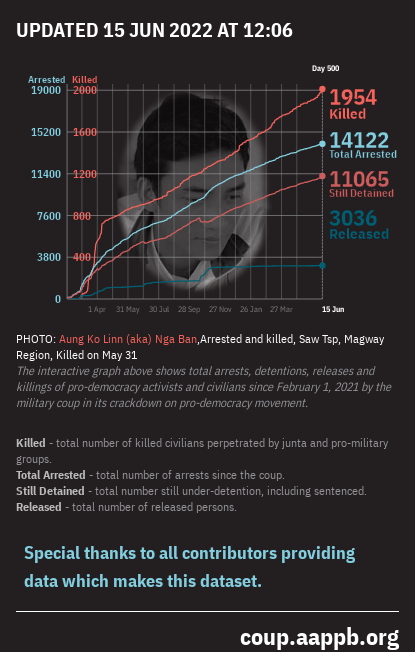 UPDATED 15 JUN 2022 AT 12:06
Day 500
Arrested Killed
19000 2000
15200 1600
11400 1200
7600 800
3800 400
0
1954
Killed
14122
Total Arrested
11065
Still Detained
3036
Released
1 Apr 31 May 30 Jul 28 Sep 27 Nov 26 Jan 27 Mar 15 Jun
PHOTO: Aung Ko Linn (aka) Nga Ban,Arrested and killed, Saw Tsp, Magway
Region, Killed on May 31
The interactive graph above shows total arrests, detentions, releases and
killings of pro-democracy activists and civilians since February 1, 2021 by the
military coup in its crackdown on pro-democracy movement.
Killed - total number of killed civilians perpetrated by junta and pro-military
groups.
Total Arrested - total number of arrests since the coup.
Still Detained - total number still under-detention, including sentenced.
Released - total number of released persons.
Special thanks to all contributors providing
data which makes this dataset.
coup.aappb.org